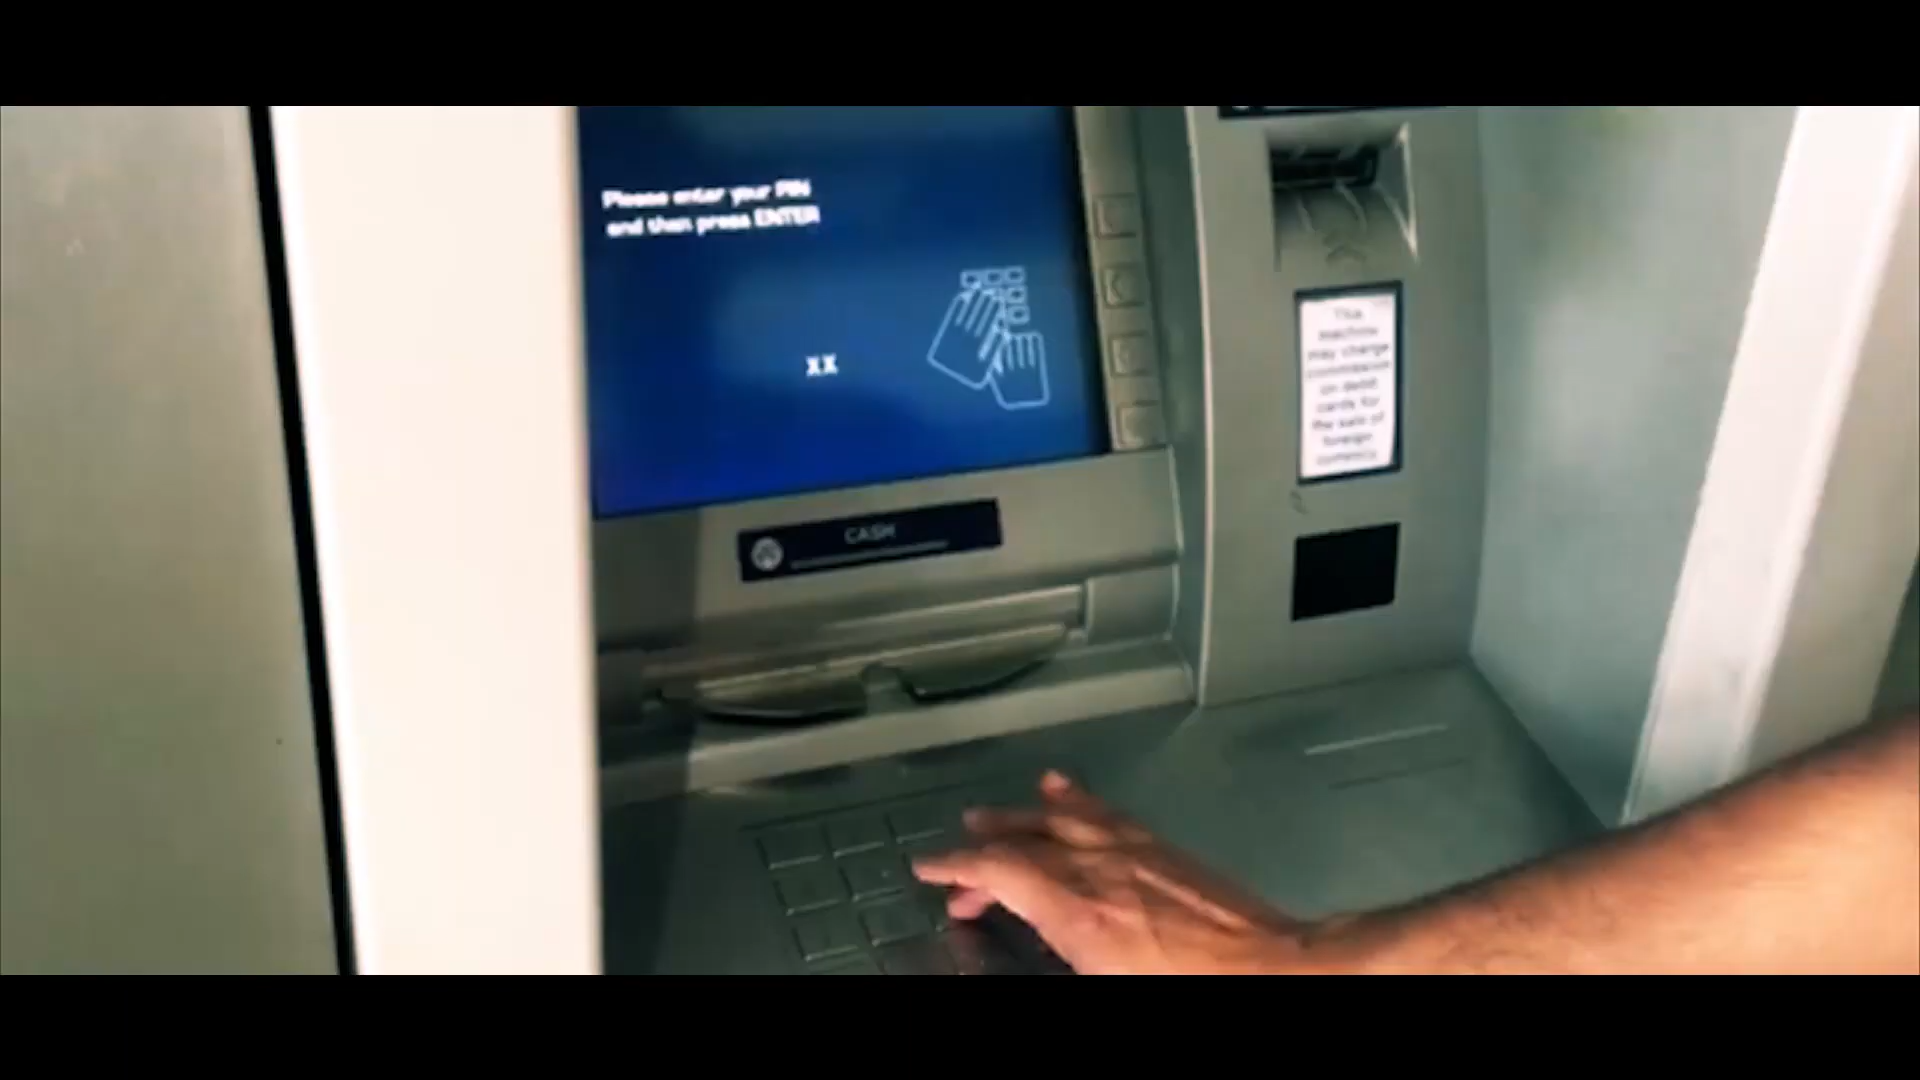 Please enter your PIN
and then press ENTER
XX
CASH
This
machine
may charge
commission
on debit
cards for
the sale of
foreign
currency